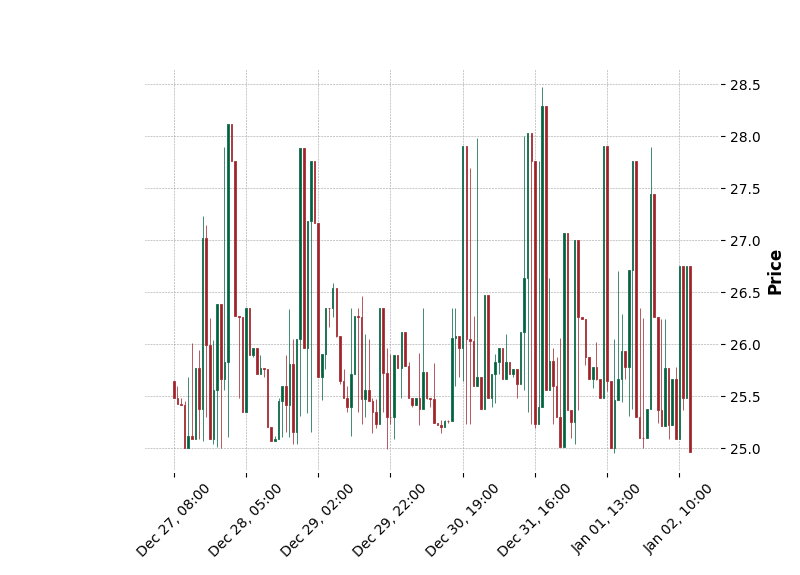 28.5
28.0
27.5
27.0
26.5
26.0
25.5
25.0
Price
Dec 27, 08:00
Dec 28, 05:00
Dec 29, 02:00
Dec 29, 22:00
Dec 30, 19:00
Dec 31, 16:00
Jan 01, 13:00
Jan 02, 10:00